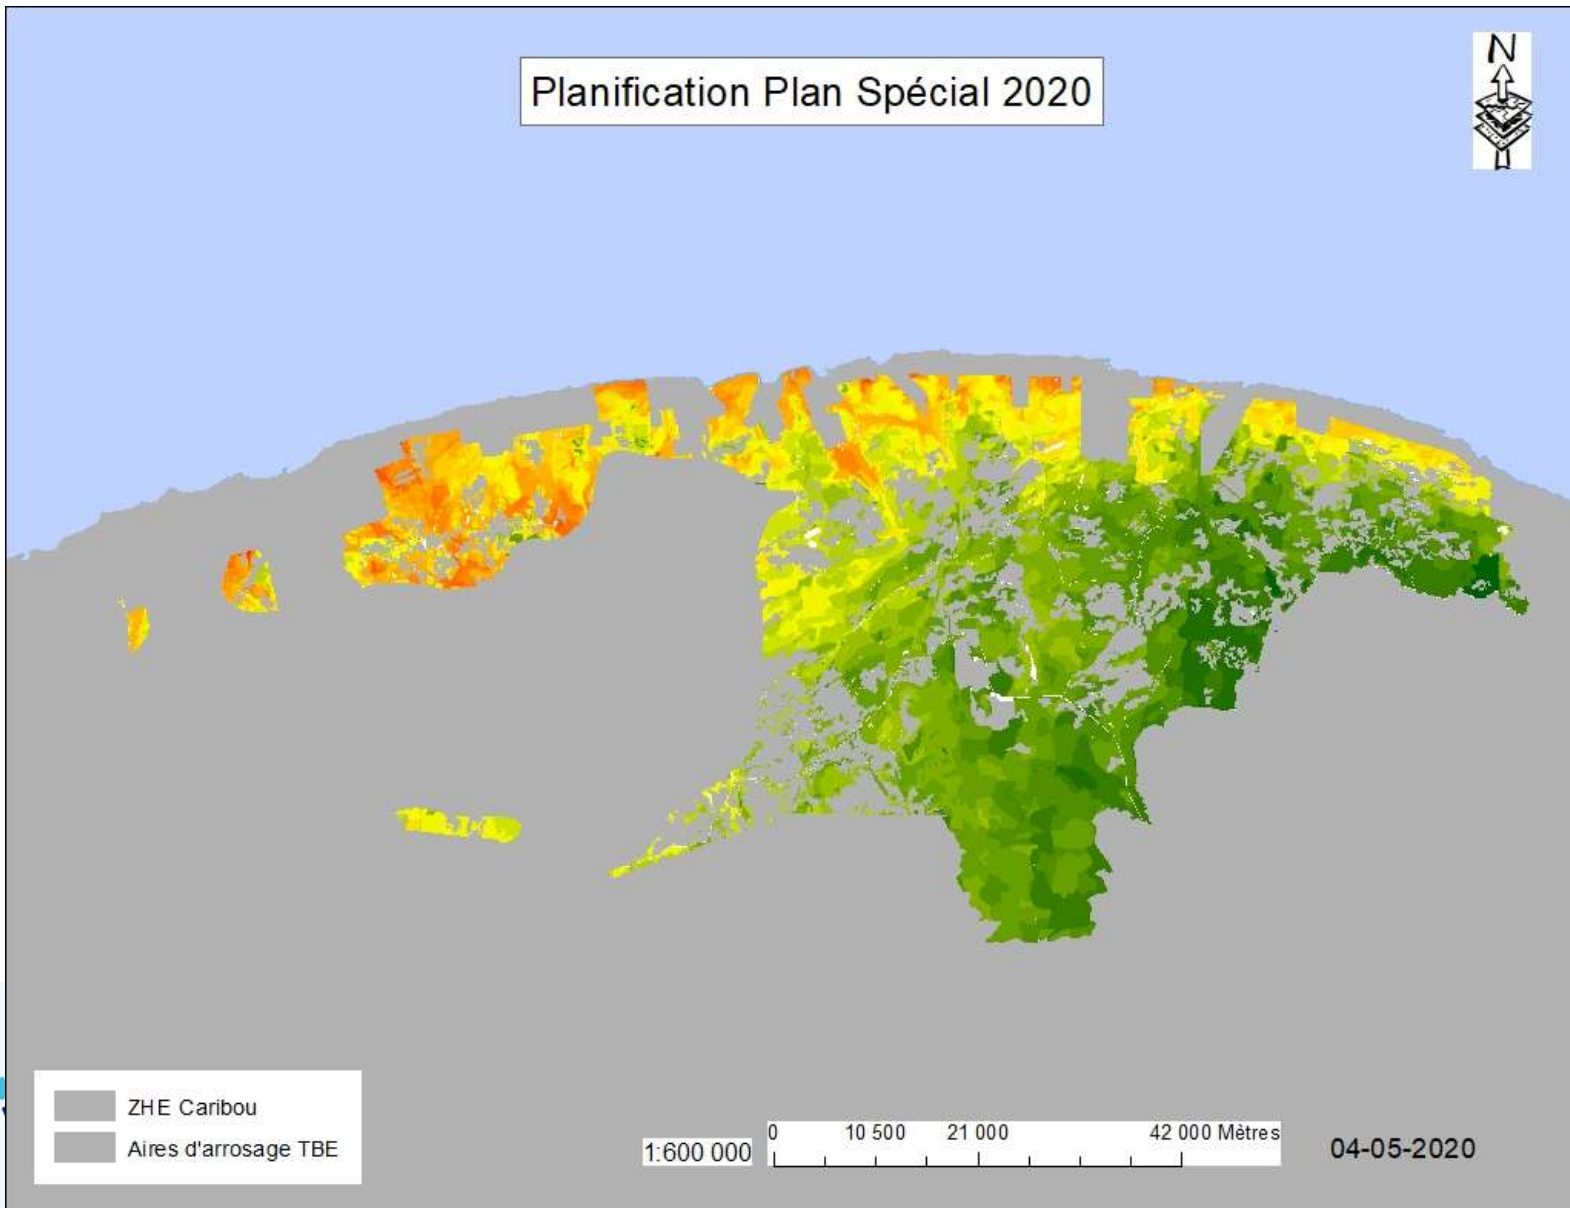 Planification Plan Spécial 2020
N
ZHE Caribou
Aires d'arrosage TBE
1:600 000
0 10 500 21 000 42 000 Mètres
04-05-2020